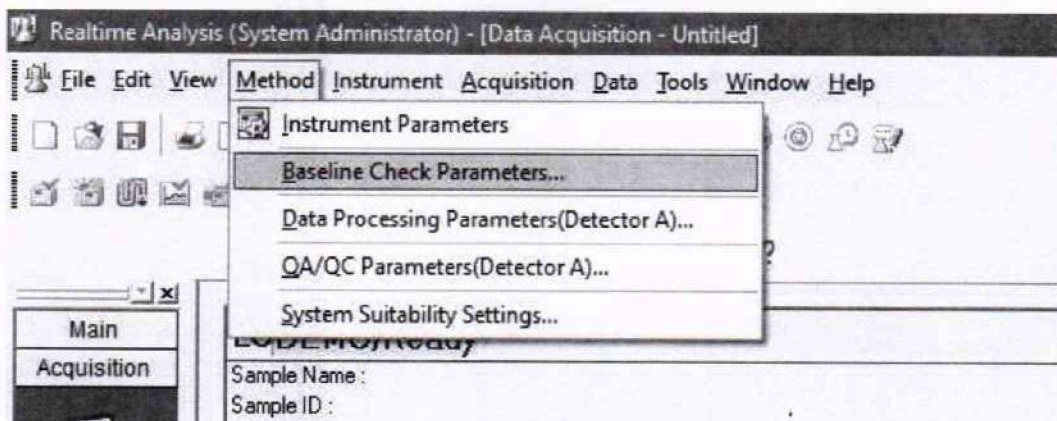 Realtime Analysis (System Administrator) - [Data Acquisition - Untitled]
File Edit View Method Instrument Acquisition Data Tools Window Help
Instrument Parameters
Baseline Check Parameters...
Data Processing Parameters(Detector A)...
QA/QC Parameters(Detector A)...
System Suitability Settings...
Main
Acquisition
Sample Name :
Sample ID :